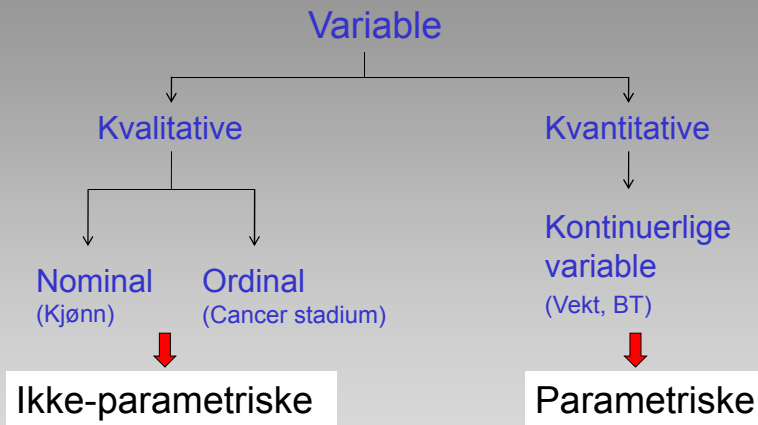 Variable
Kvalitative
Kvantitative
Nominal
(Kjønn)
Ordinal
(Cancer stadium)
Kontinuerlige
variable
(Vekt, BT)
Ikke-parametriske
Parametriske